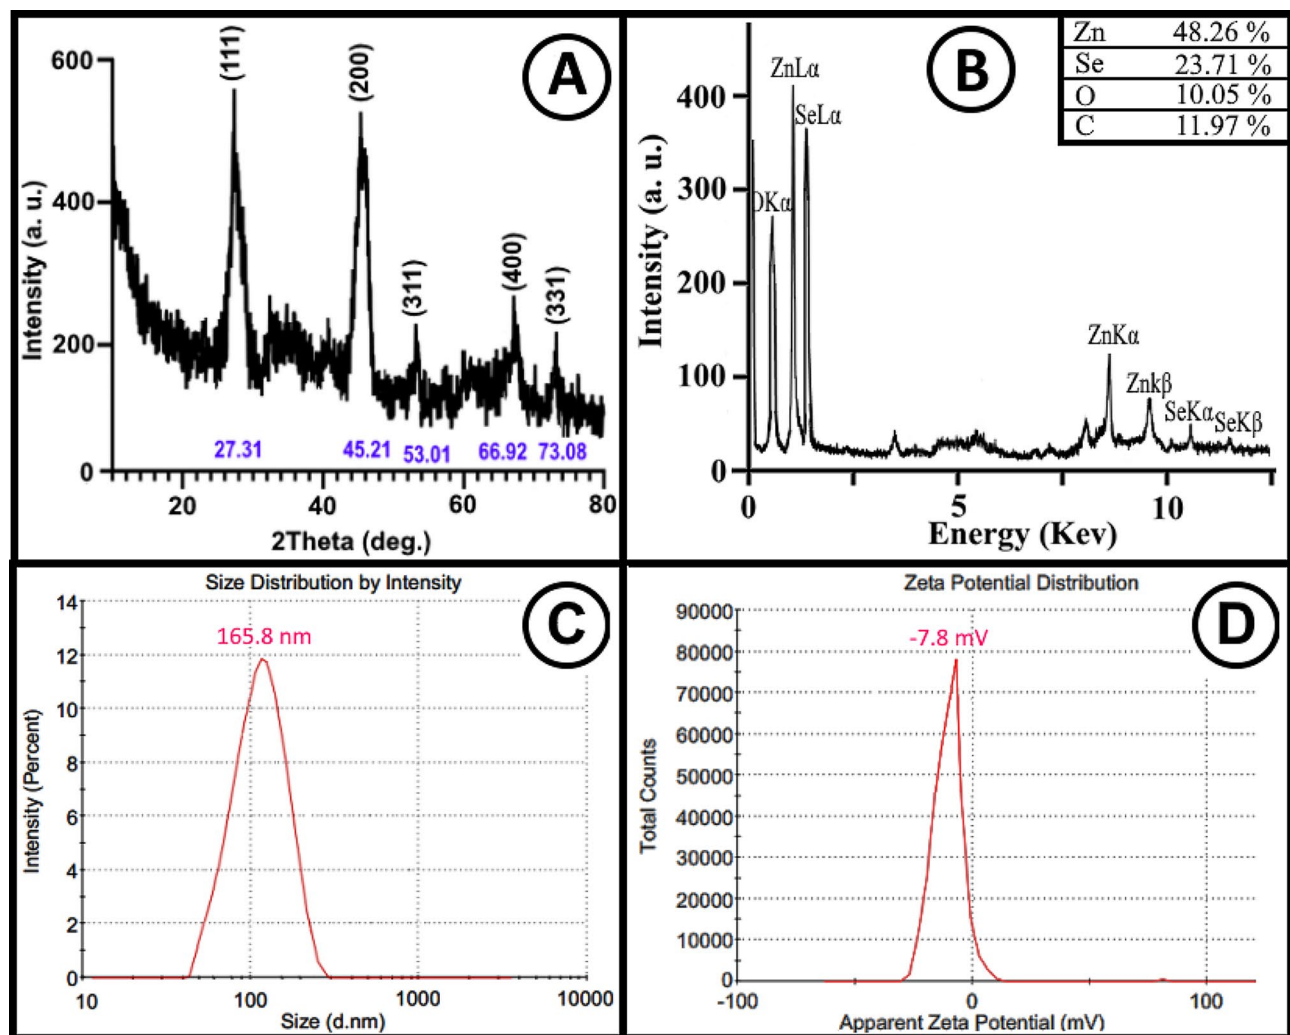 A
600
400
200
0
20 40 60 80
Intensity (a. u.)
2Theta (deg.)
(111)
(200)
(311)
(400)
(331)
27.31 45.21 53.01 66.92 73.08
B
Zn 48.26 %
Se 23.71 %
O 10.05 %
C 11.97 %
400
300
200
100
0
0 5 10
Intensity (a. u.)
Energy (Kev)
OKα
ZnLα
SeLα
ZnKα
Znkβ
SeKα
SeKβ
C
Size Distribution by Intensity
165.8 nm
14
12
10
8
6
4
2
0
10 100 1000 10000
Intensity (Percent)
Size (d.nm)
D
Zeta Potential Distribution
-7.8 mV
90000
80000
70000
60000
50000
40000
30000
20000
10000
0
-100 0 100
Total Counts
Apparent Zeta Potential (mV)